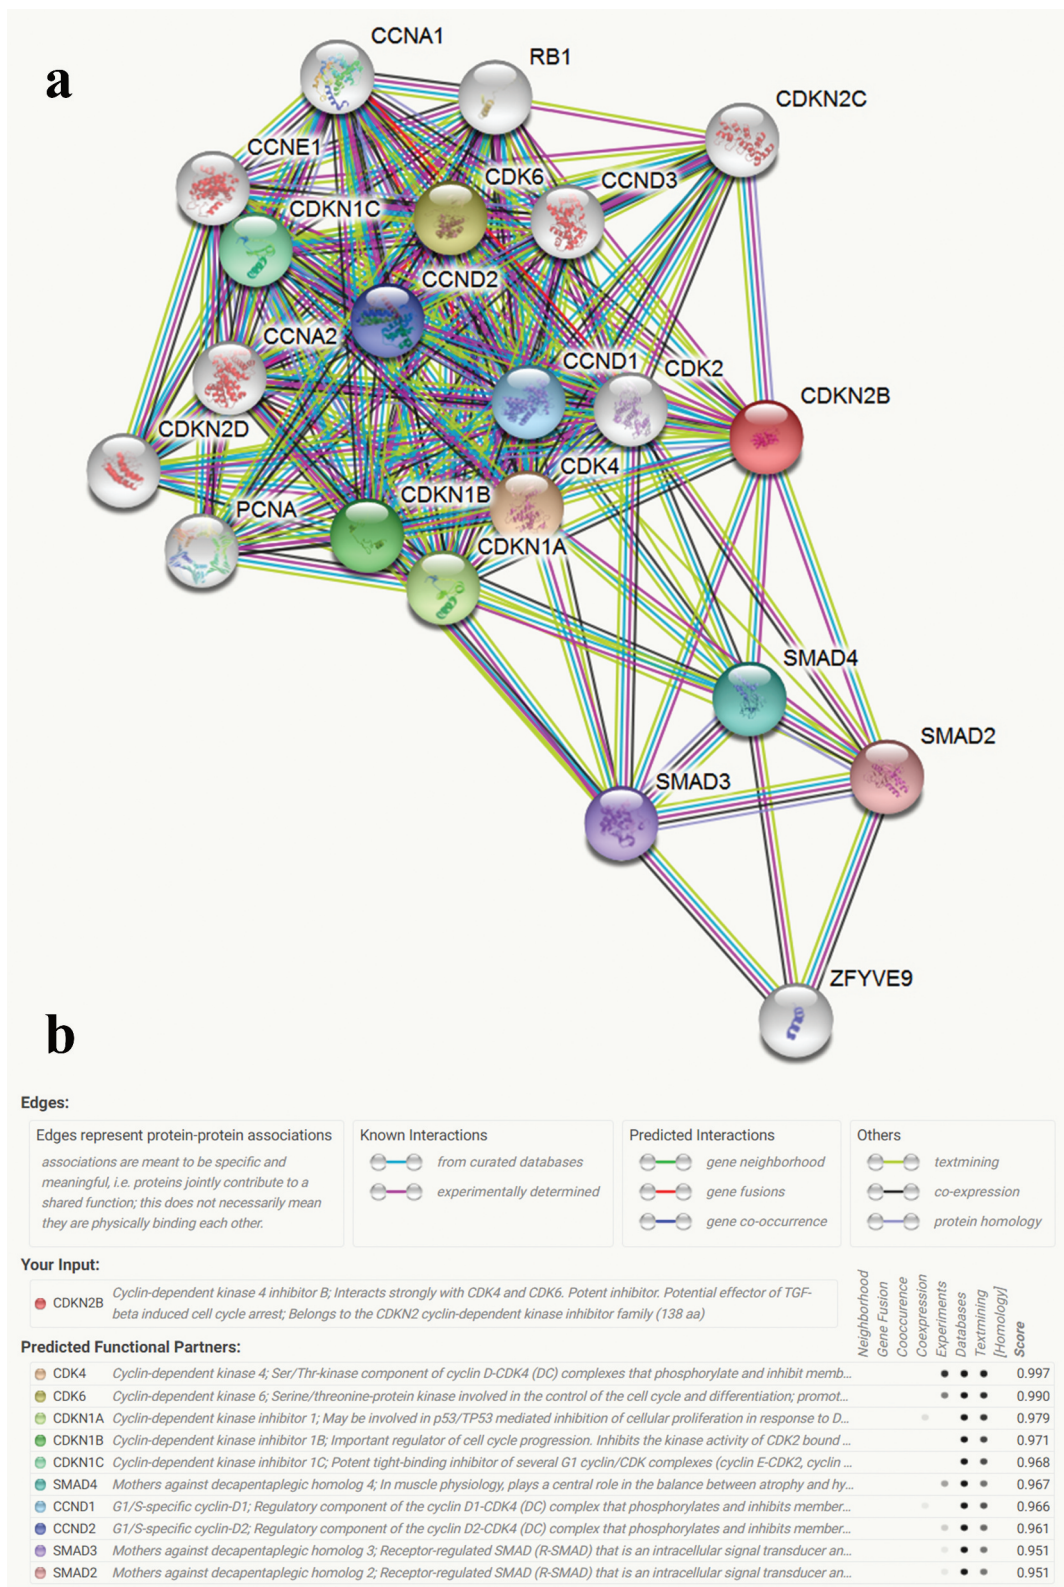 a
CCNA1
RB1
CDKN2C
CCNE1
CDK6
CCND3
CDKN1C
CCND2
CCNA2
CCND1
CDK2
CDKN2B
CDKN2D
CDK4
CDKN1B
PCNA
CDKN1A
SMAD4
SMAD2
SMAD3
ZFYVE9
b
Edges:
Edges represent protein-protein associations
associations are meant to be specific and
meaningful, i.e. proteins jointly contribute to a
shared function; this does not necessarily mean
they are physically binding each other.
Known Interactions
from curated databases
experimentally determined
Predicted Interactions
gene neighborhood
gene fusions
gene co-occurrence
Others
textmining
co-expression
protein homology
Your Input:
CDKN2B Cyclin-dependent kinase 4 inhibitor B; Interacts strongly with CDK4 and CDK6. Potent inhibitor. Potential effector of TGF-
beta induced cell cycle arrest; Belongs to the CDKN2 cyclin-dependent kinase inhibitor family (138 aa)
Neighborhood
Gene Fusion
Cooccurence
Coexpression
Experiments
Databases
Textmining
[Homology]
Score
Predicted Functional Partners:
CDK4 Cyclin-dependent kinase 4; Ser/Thr-kinase component of cyclin D-CDK4 (DC) complexes that phosphorylate and inhibit memb... 0.997
CDK6 Cyclin-dependent kinase 6; Serine/threonine-protein kinase involved in the control of the cell cycle and differentiation; promot... 0.990
CDKN1A Cyclin-dependent kinase inhibitor 1; May be involved in p53/TP53 mediated inhibition of cellular proliferation in response to D... 0.979
CDKN1B Cyclin-dependent kinase inhibitor 1B; Important regulator of cell cycle progression. Inhibits the kinase activity of CDK2 bound ... 0.971
CDKN1C Cyclin-dependent kinase inhibitor 1C; Potent tight-binding inhibitor of several G1 cyclin/CDK complexes (cyclin E-CDK2, cyclin ... 0.968
SMAD4 Mothers against decapentaplegic homolog 4; In muscle physiology, plays a central role in the balance between atrophy and hy... 0.967
CCND1 G1/S-specific cyclin-D1; Regulatory component of the cyclin D1-CDK4 (DC) complex that phosphorylates and inhibits member... 0.966
CCND2 G1/S-specific cyclin-D2; Regulatory component of the cyclin D2-CDK4 (DC) complex that phosphorylates and inhibits member... 0.961
SMAD3 Mothers against decapentaplegic homolog 3; Receptor-regulated SMAD (R-SMAD) that is an intracellular signal transducer an... 0.951
SMAD2 Mothers against decapentaplegic homolog 2; Receptor-regulated SMAD (R-SMAD) that is an intracellular signal transducer an... 0.951